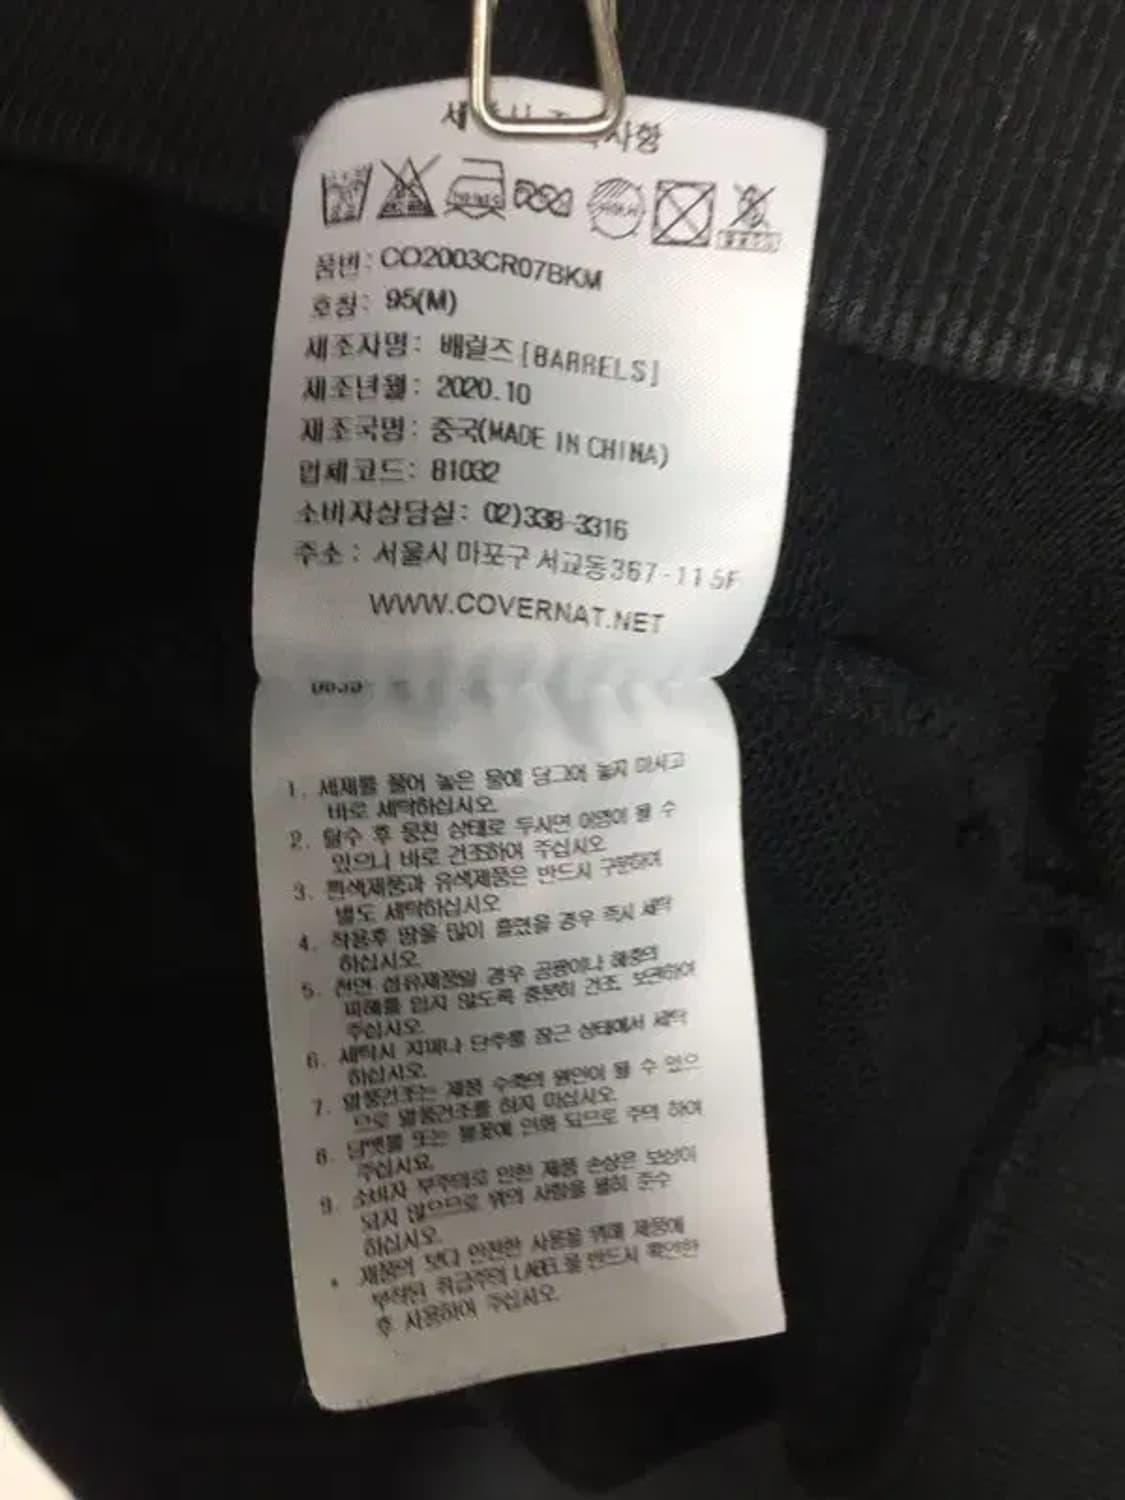 품번: CO2003CR07BKM
호칭: 95(M)
제조자명: 배럴즈 [BARRELS]
제조년월: 2020.10
제조국명: 중국(MADE IN CHINA)
업체코드: 81032
소비자상담실: 02)338-3316
주소: 서울시 마포구 서교동367-11 5F
WWW.COVERNAT.NET
1. 세제를 풀어 놓은 물에 담그어 놓지 마시고
바로 세탁하십시오.
2. 탈수 후 뭉친 상태로 두시면 이염이 될 수
있으니 바로 건조하여 주십시오
3. 흰색제품과 유색제품은 반드시 구분하여
별도 세탁하십시오
4. 착용후 땀을 많이 흘렸을 경우 즉시 세탁
하십시오.
5. 천연 섬유제품일 경우 곰팡이나 해충의
피해를 입지 않도록 충분히 건조 보관하여
주십시오.
6. 세탁시 지퍼나 단추를 잠근 상태에서 세탁
하십시오.
7. 열풍건조는 제품 수축의 원인이 될 수 있으
므로 열풍건조를 하지 마십시오.
8. 담뱃불 또는 불꽃에 인화 되므로 주의 하여
주십시요.
9. 소비자 부주의로 인한 제품 손상은 보상이
되지 않으므로 위의 사항을 필히 준수
하십시오.
* 제품의 보다 안전한 사용을 위해 제품에
부착된 취급주의 LABEL을 반드시 확인한
후 사용하여 주십시오.